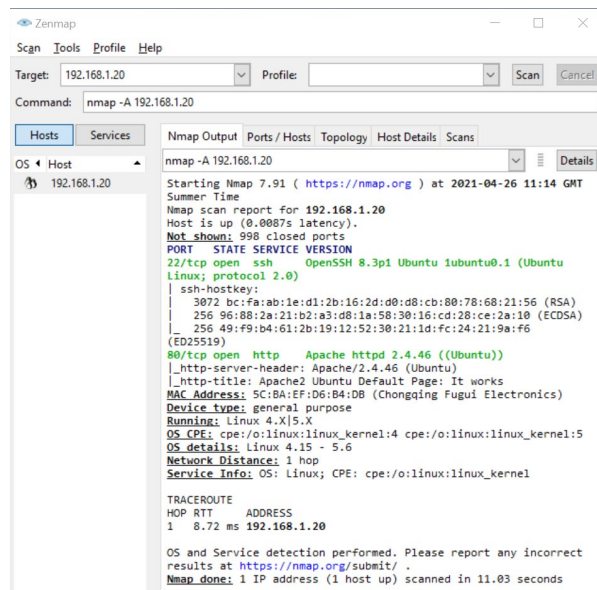 Zenmap
Scan Tools Profile Help
Target: 192.168.1.20 Profile: Scan Cancel
Command: nmap -A 192.168.1.20
Hosts Services Nmap Output Ports / Hosts Topology Host Details Scans
OS Host nmap -A 192.168.1.20 Details
192.168.1.20
Starting Nmap 7.91 ( https://nmap.org ) at 2021-04-26 11:14 GMT
Summer Time
Nmap scan report for 192.168.1.20
Host is up (0.0087s latency).
Not shown: 998 closed ports
PORT   STATE SERVICE VERSION
22/tcp open  ssh     OpenSSH 8.3p1 Ubuntu 1ubuntu0.1 (Ubuntu
Linux; protocol 2.0)
| ssh-hostkey:
|   3072 bc:fa:ab:1e:d1:2b:16:2d:d0:d8:cb:80:78:68:21:56 (RSA)
|   256 96:88:2a:21:b2:a3:d8:1a:58:30:16:cd:28:ce:2a:10 (ECDSA)
|_  256 49:f9:b4:61:2b:19:12:52:30:21:1d:fc:24:21:9a:f6
(ED25519)
80/tcp open  http    Apache httpd 2.4.46 ((Ubuntu))
|_http-server-header: Apache/2.4.46 (Ubuntu)
|_http-title: Apache2 Ubuntu Default Page: It works
MAC Address: 5C:BA:EF:D6:B4:DB (Chongqing Fugui Electronics)
Device type: general purpose
Running: Linux 4.X|5.X
OS CPE: cpe:/o:linux:linux_kernel:4 cpe:/o:linux:linux_kernel:5
OS details: Linux 4.15 - 5.6
Network Distance: 1 hop
Service Info: OS: Linux; CPE: cpe:/o:linux:linux_kernel
TRACEROUTE
HOP RTT     ADDRESS
1   8.72 ms 192.168.1.20
OS and Service detection performed. Please report any incorrect
results at https://nmap.org/submit/ .
Nmap done: 1 IP address (1 host up) scanned in 11.03 seconds